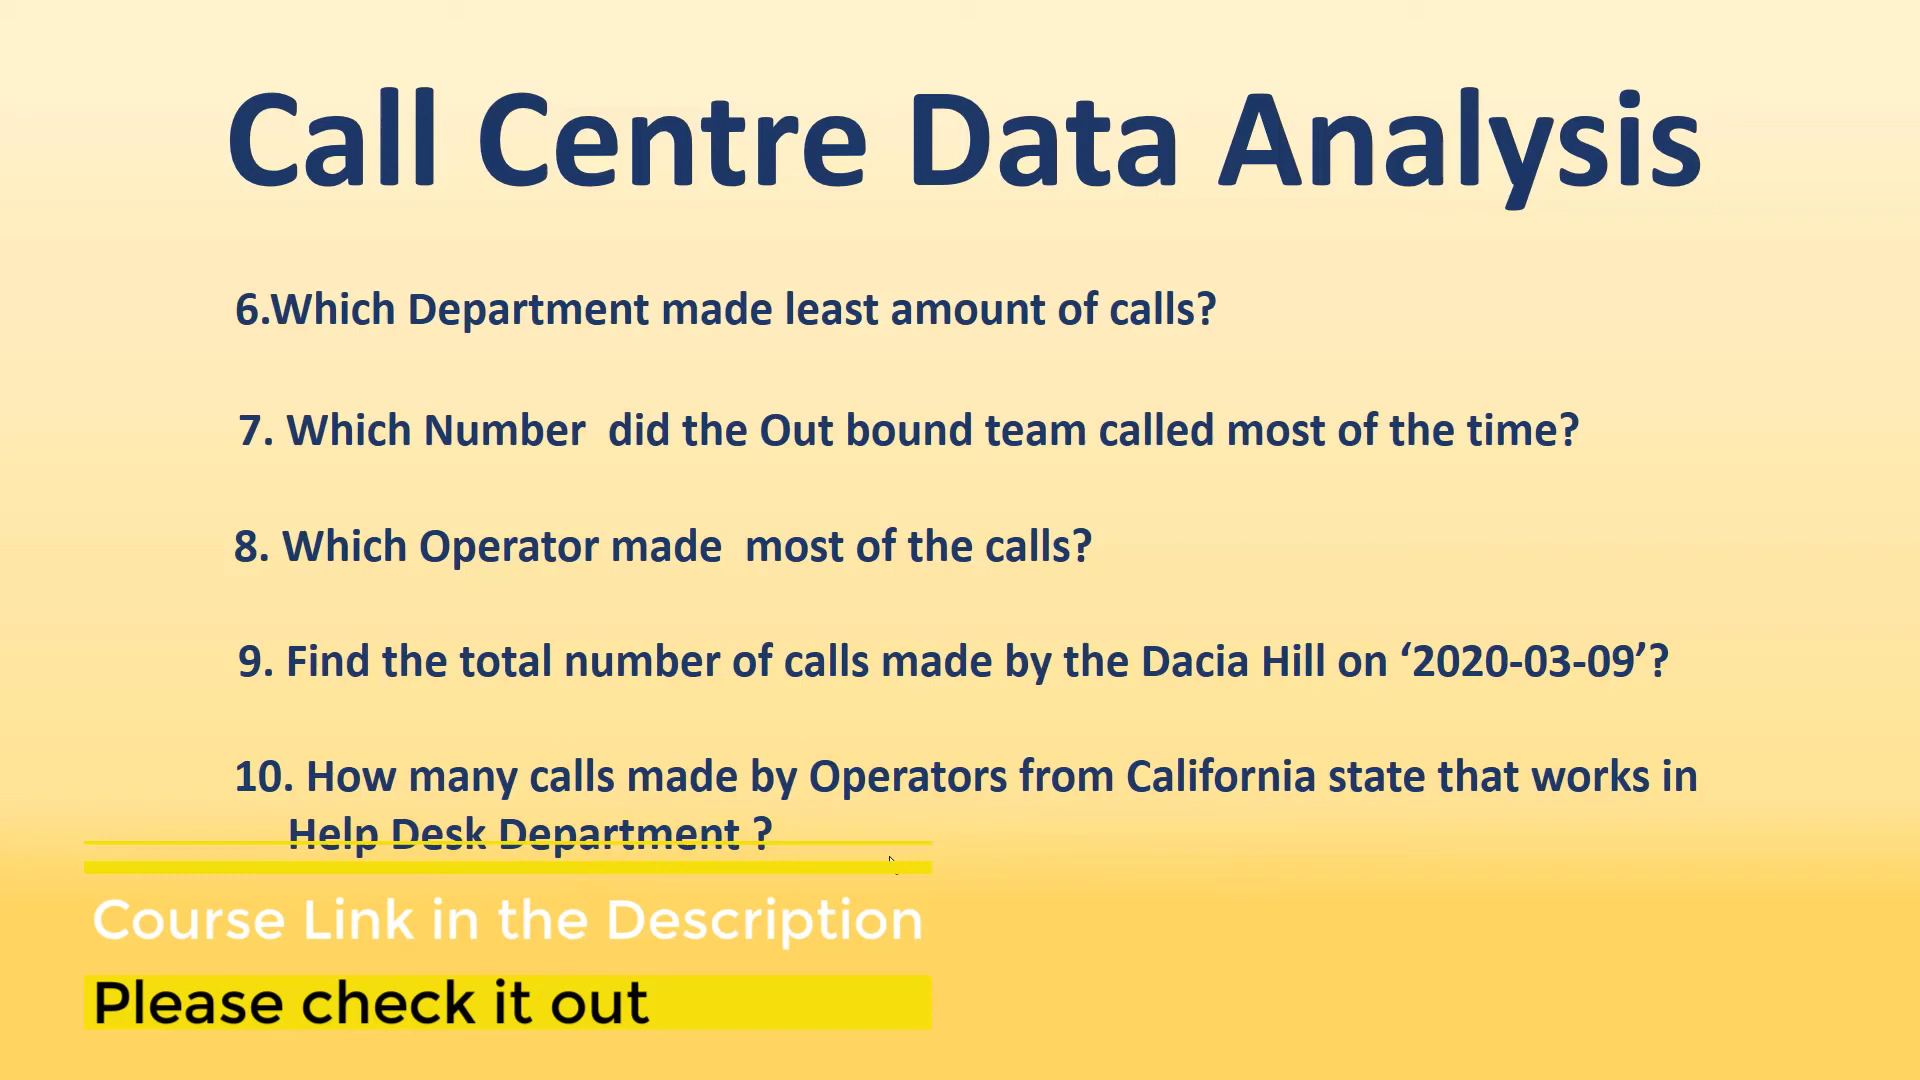 Call Centre Data Analysis
6.Which Department made least amount of calls?
7. Which Number did the Out bound team called most of the time?
8. Which Operator made most of the calls?
9. Find the total number of calls made by the Dacia Hill on ‘2020-03-09’?
10. How many calls made by Operators from California state that works in
Help Desk Department ?
Course Link in the Description
Please check it out